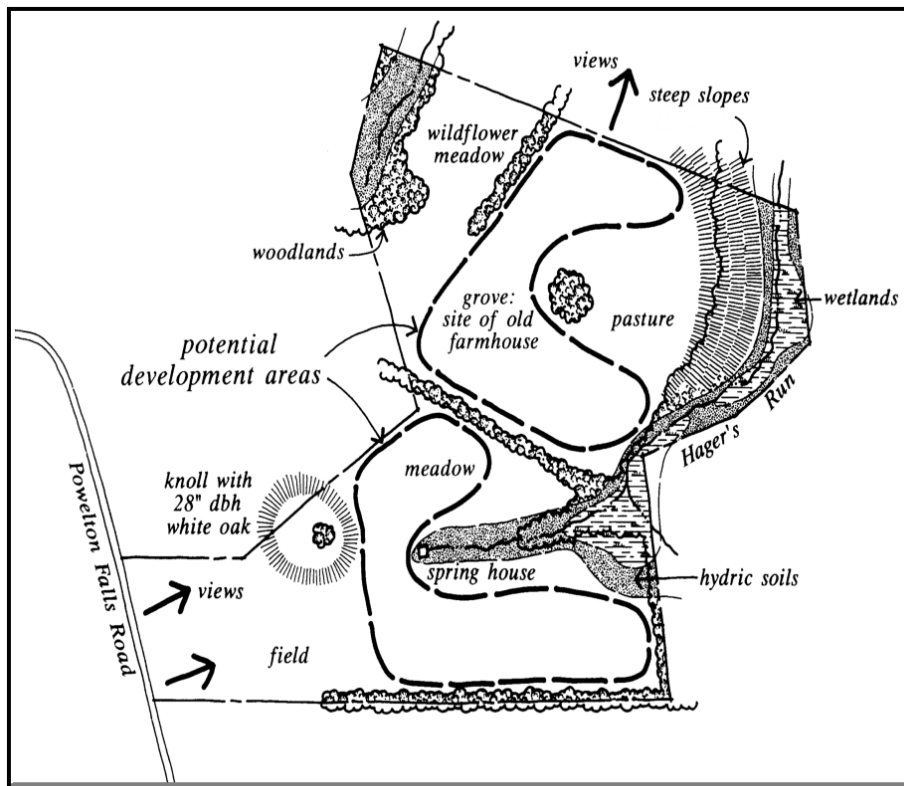 views
steep slopes
wildflower
meadow
woodlands
wetlands
grove:
site of old
farmhouse
pasture
potential
development areas
Hager's Run
Powelton Falls Road
meadow
knoll with
28" dbh
white oak
spring house
hydric soils
views
field